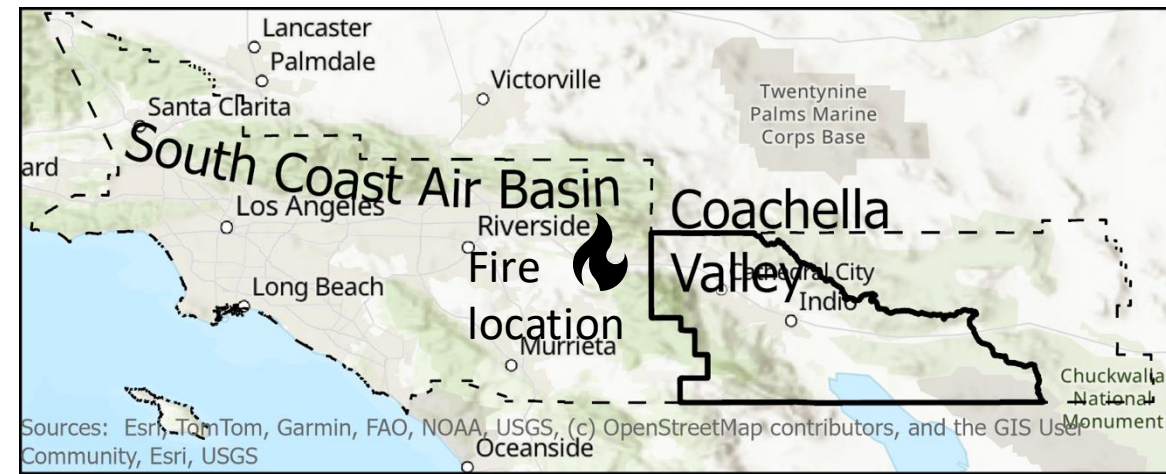 Lancaster
Palmdale
Victorville
Twentynine
Palms Marine
Corps Base
Santa Clarita
ard
South Coast Air Basin
Los Angeles
Riverside
Coachella
Valley
Cathedral City
Indio
Fire
location
Long Beach
Murrieta
Chuckwalla
National
Monument
Sources: Esri, TomTom, Garmin, FAO, NOAA, USGS, (c) OpenStreetMap contributors, and the GIS User
Community, Esri, USGS
Oceanside